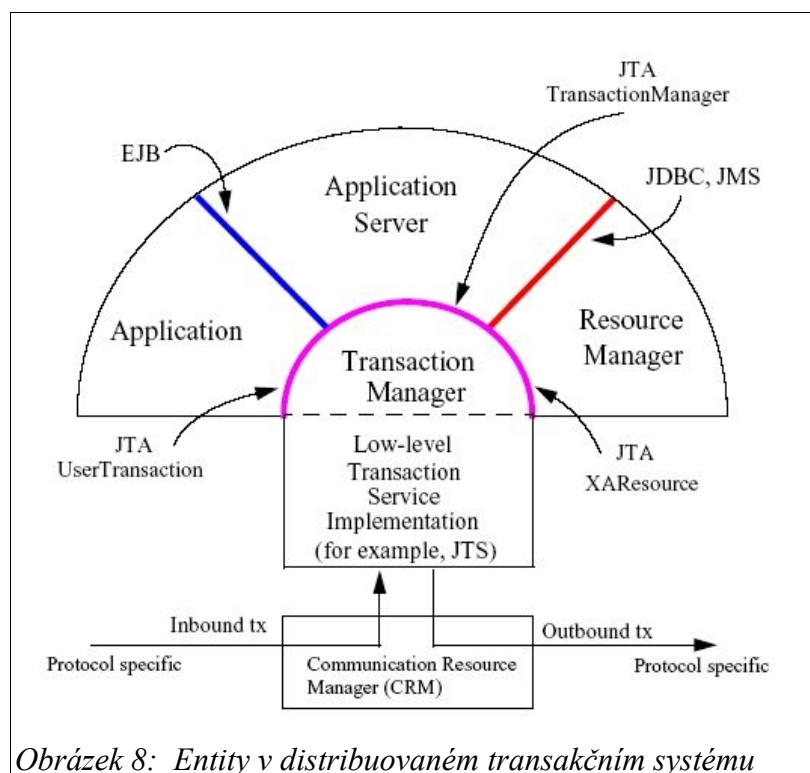 JTA
TransactionManager
EJB
Application
Server
JDBC, JMS
Application
Resource
Manager
Transaction
Manager
JTA
UserTransaction
Low-level
Transaction
Service
Implementation
(for example, JTS)
JTA
XAResource
Inbound tx
Outbound tx
Protocol specific
Communication Resource
Manager (CRM)
Protocol specific
Obrázek 8: Entity v distribuovaném transakčním systému